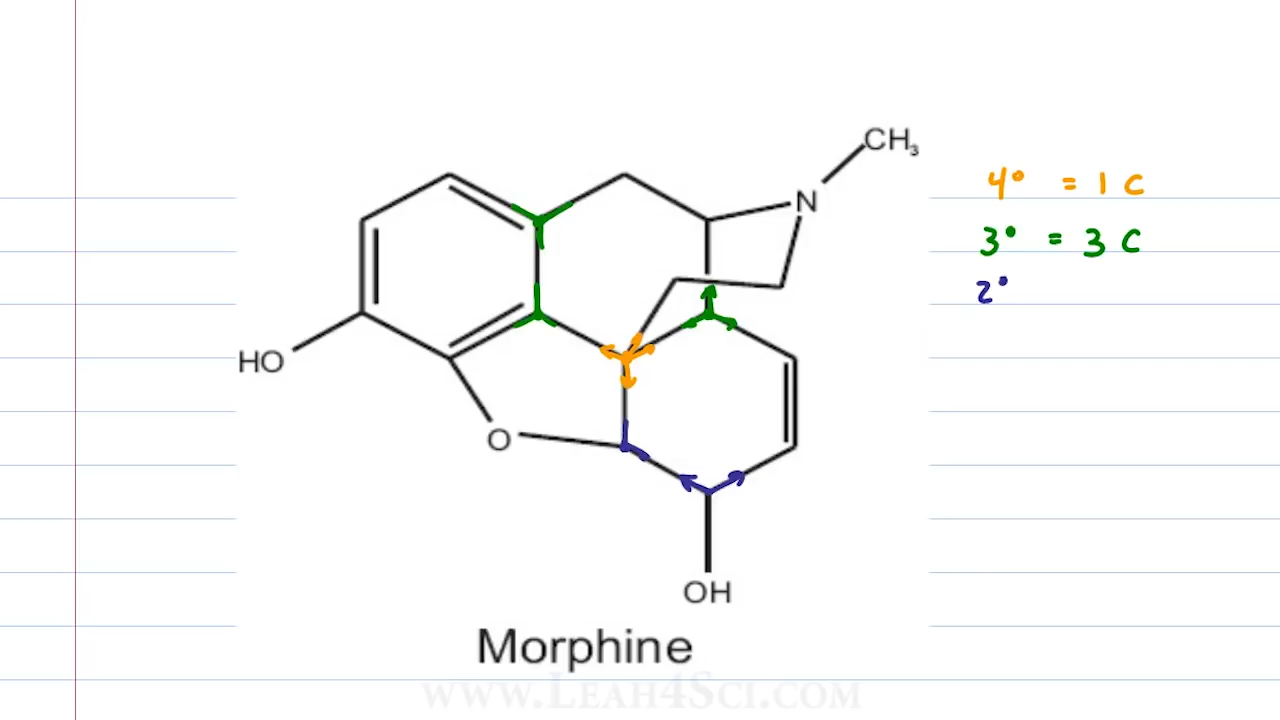 CH₃
N
4° = 1 C
3° = 3 C
2°
HO
O
OH
Morphine
www.Leah4Sci.com